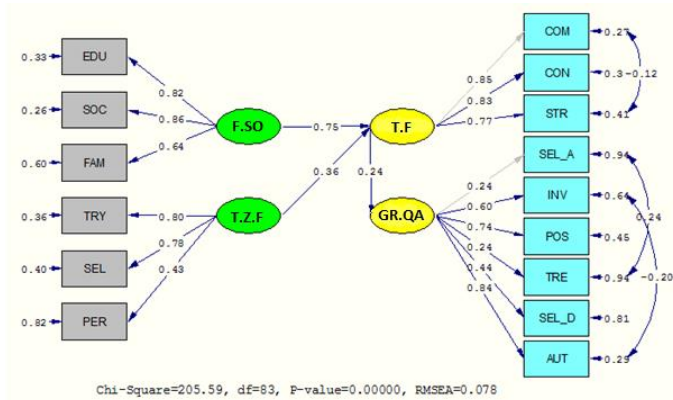 COM
0.27
0.33
EDU
0.85
CON
0.3
-0.12
0.82
0.83
SOC
0.26
0.86
F.SO
0.75
T.F
0.77
STR
0.41
0.64
FAM
0.60
SEL_A
0.94
0.36
0.24
0.24
INV
0.64
0.60
TRY
0.36
0.80
T.Z.F
GR.QA
0.24
0.74
POS
0.45
0.78
SEL
0.40
0.24
TRE
0.94
-0.20
0.43
0.44
PER
0.82
0.84
SEL_D
0.81
AUT
0.29
Chi-Square=205.59, df=83, P-value=0.00000, RMSEA=0.078